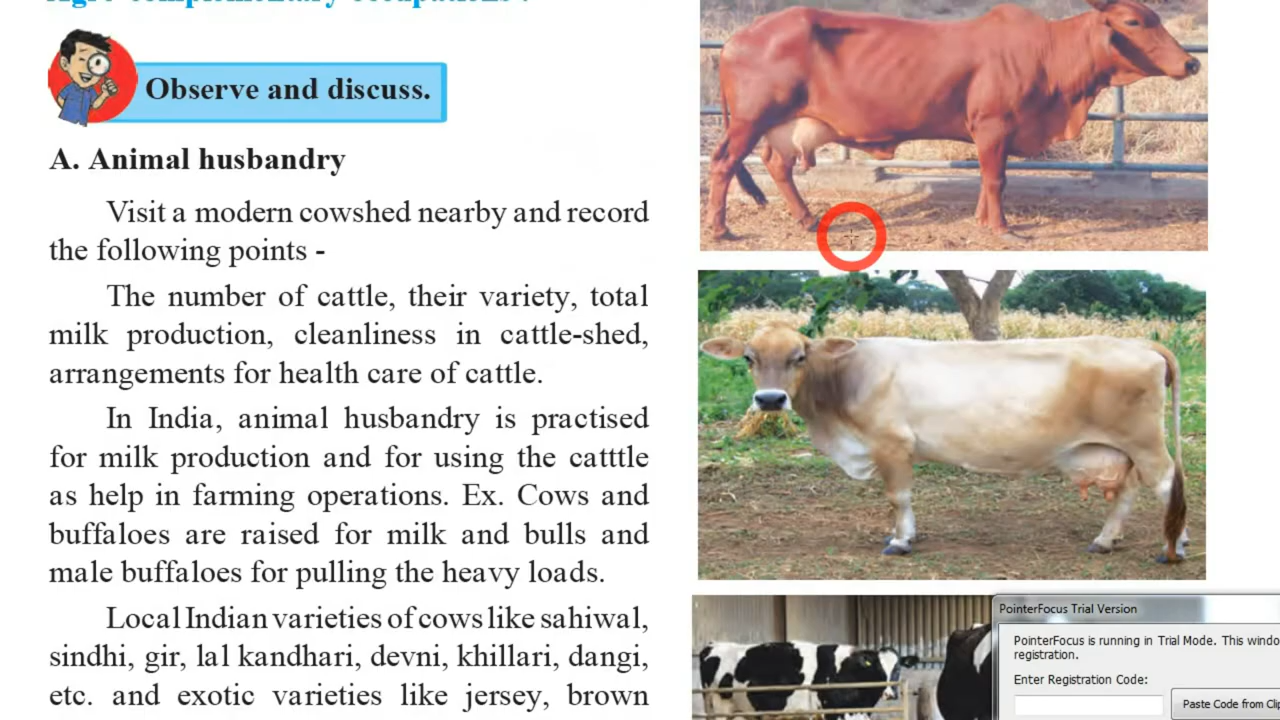 Agro-complementary occupations :
Observe and discuss.
A. Animal husbandry
Visit a modern cowshed nearby and record
the following points -
The number of cattle, their variety, total
milk production, cleanliness in cattle-shed,
arrangements for health care of cattle.
In India, animal husbandry is practised
for milk production and for using the catttle
as help in farming operations. Ex. Cows and
buffaloes are raised for milk and bulls and
male buffaloes for pulling the heavy loads.
Local Indian varieties of cows like sahiwal,
sindhi, gir, lal kandhari, devni, khillari, dangi,
etc. and exotic varieties like jersey, brown
PointerFocus Trial Version
PointerFocus is running in Trial Mode. This windo
registration.
Enter Registration Code:
Paste Code from Clip